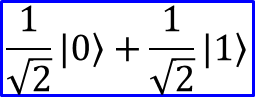 1/√2 |0⟩ + 1/√2 |1⟩